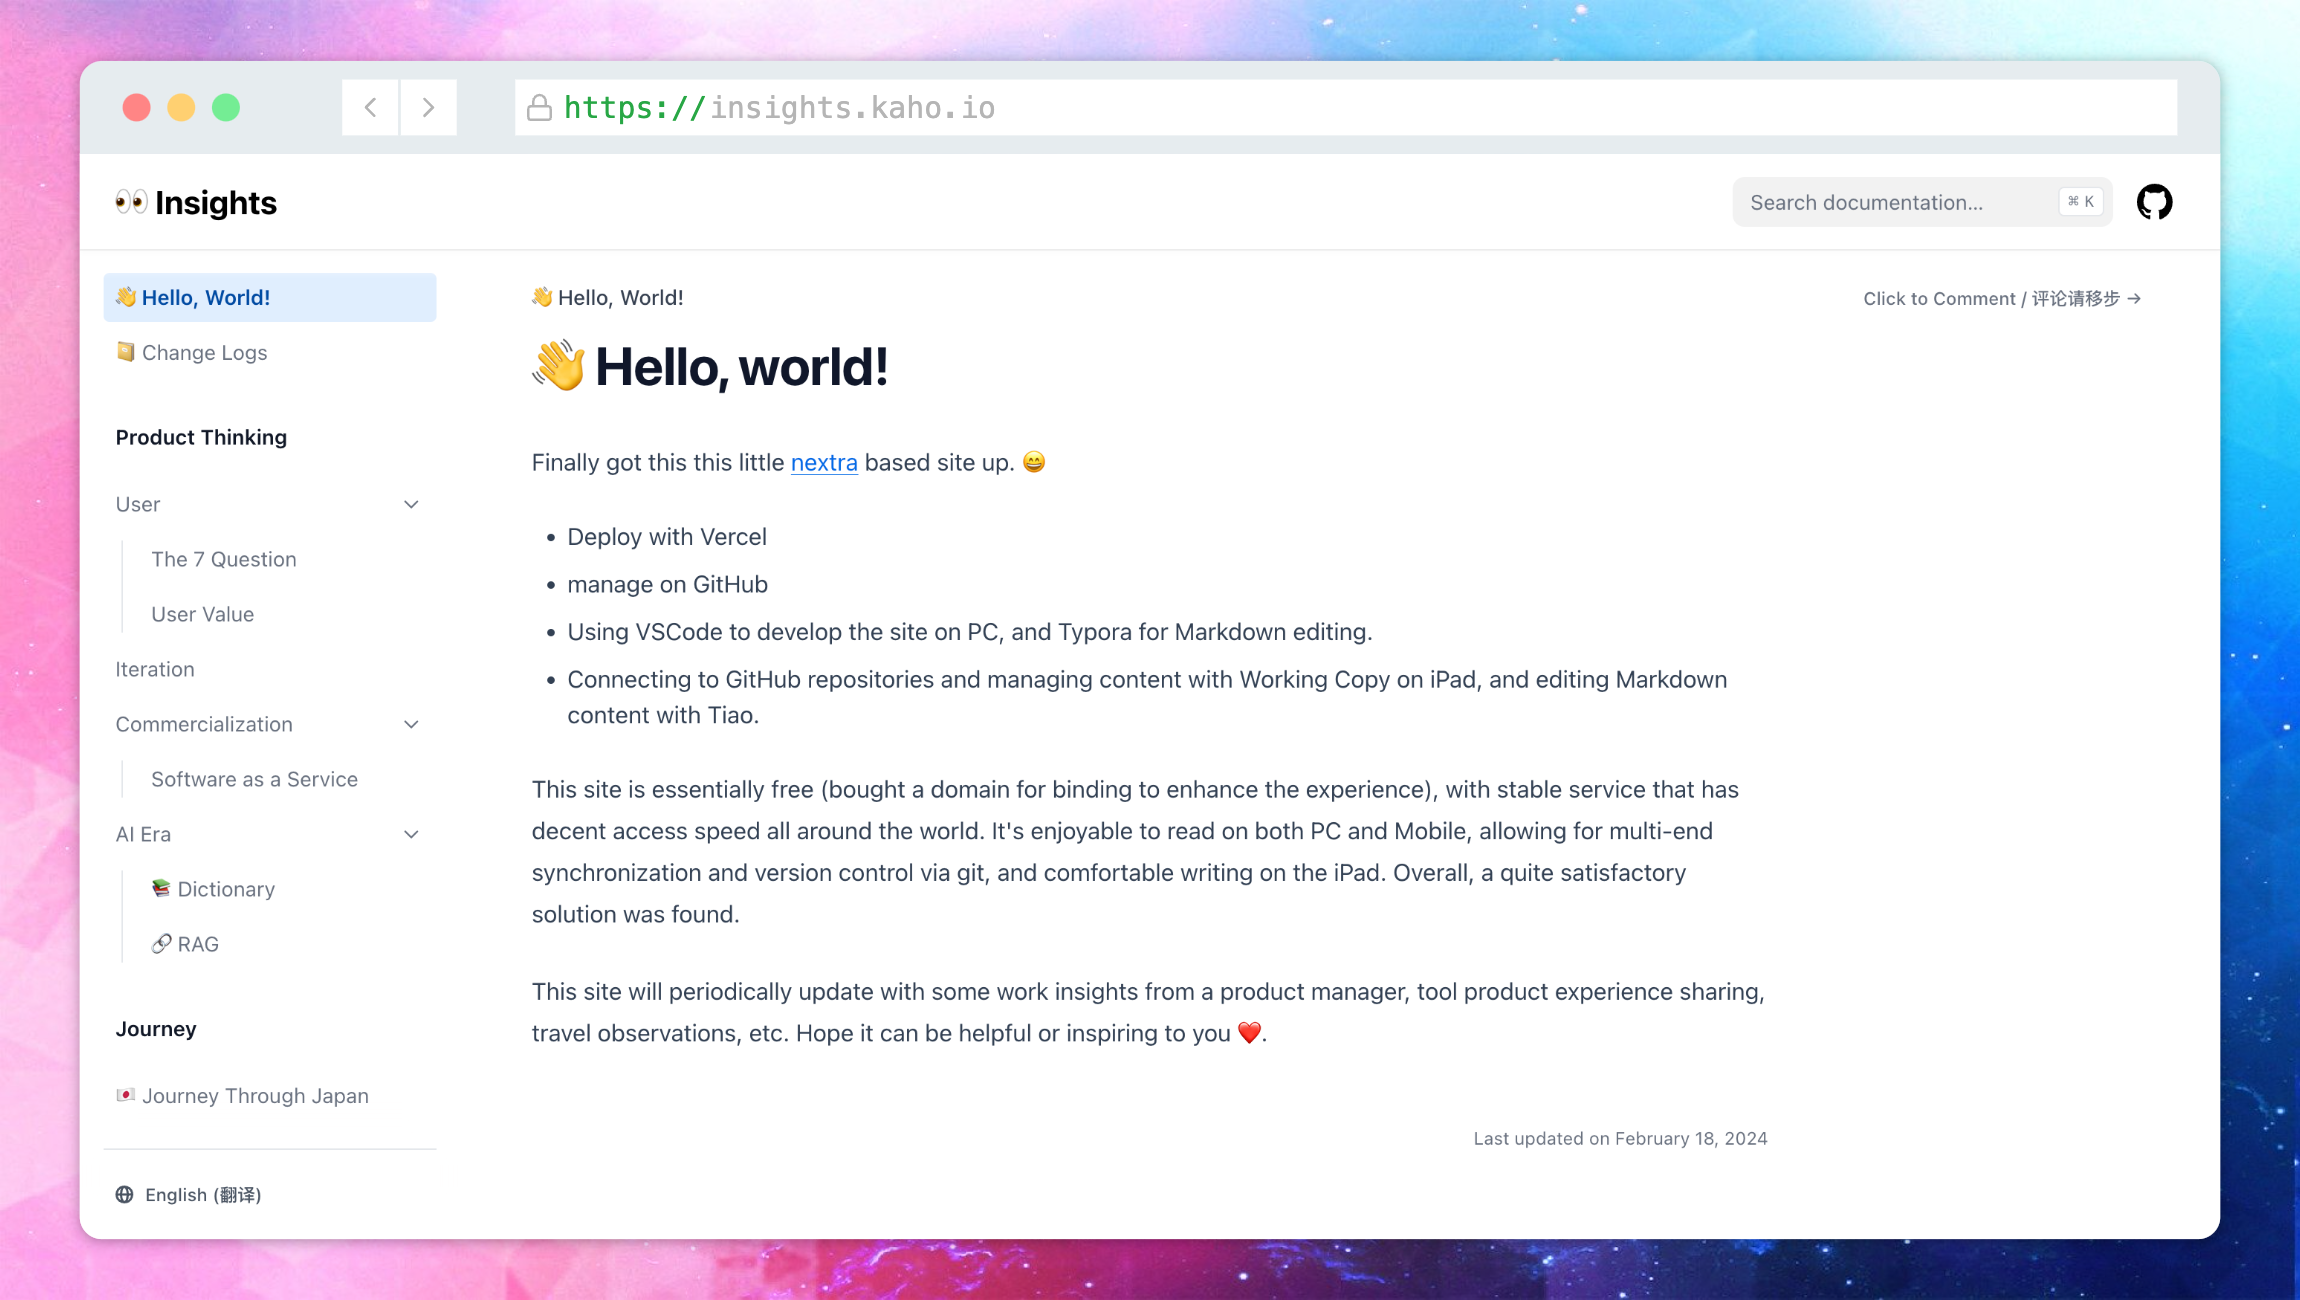 https://insights.kaho.io
👀 Insights
Search documentation...
⌘ K
👋 Hello, World!
📔 Change Logs
Product Thinking
User
The 7 Question
User Value
Iteration
Commercialization
Software as a Service
AI Era
📚 Dictionary
🔗 RAG
Journey
🇯🇵 Journey Through Japan
English (翻译)
👋 Hello, World!
Click to Comment / 评论请移步 →
👋 Hello, world!
Finally got this this little nextra based site up. 😄
• Deploy with Vercel
• manage on GitHub
• Using VSCode to develop the site on PC, and Typora for Markdown editing.
• Connecting to GitHub repositories and managing content with Working Copy on iPad, and editing Markdown
content with Tiao.
This site is essentially free (bought a domain for binding to enhance the experience), with stable service that has
decent access speed all around the world. It's enjoyable to read on both PC and Mobile, allowing for multi-end
synchronization and version control via git, and comfortable writing on the iPad. Overall, a quite satisfactory
solution was found.
This site will periodically update with some work insights from a product manager, tool product experience sharing,
travel observations, etc. Hope it can be helpful or inspiring to you ❤️.
Last updated on February 18, 2024